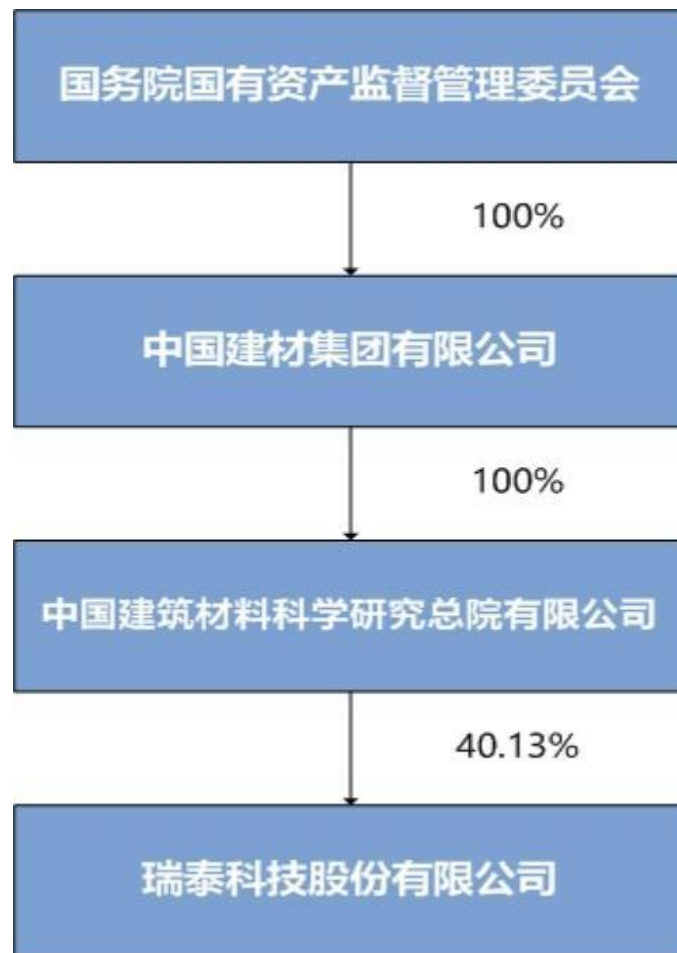 国务院国有资产监督管理委员会
100%
中国建材集团有限公司
100%
中国建筑材料科学研究总院有限公司
40.13%
瑞泰科技股份有限公司